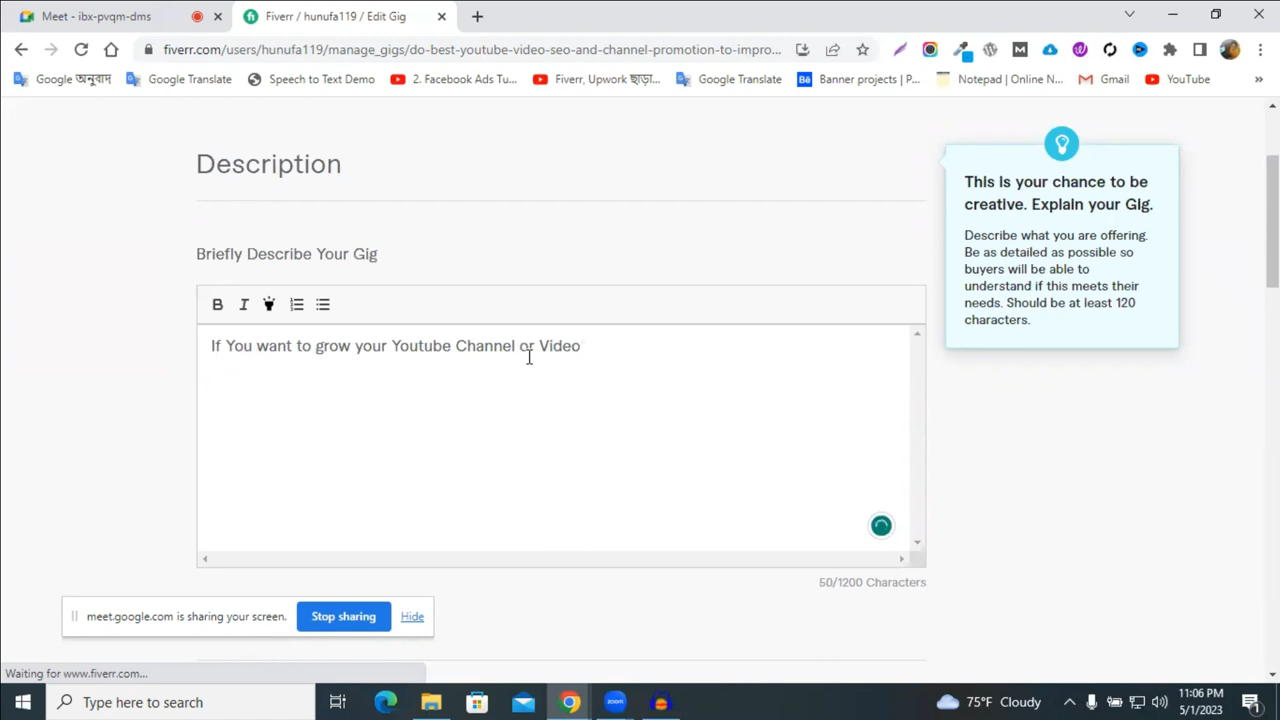 Meet - ibx-pvqm-dms
Fiverr / hunufa119 / Edit Gig
fiverr.com/users/hunufa119/manage_gigs/do-best-youtube-video-seo-and-channel-promotion-to-impro...
Google অনুবাদ
Google Translate
Speech to Text Demo
2. Facebook Ads Tu...
Fiverr, Upwork ছাড়া...
Google Translate
Banner projects | P...
Notepad | Online N...
Gmail
YouTube
Description
Briefly Describe Your Gig
B I
If You want to grow your Youtube Channel or Video
50/1200 Characters
This is your chance to be
creative. Explain your Gig.
Describe what you are offering.
Be as detailed as possible so
buyers will be able to
understand if this meets their
needs. Should be at least 120
characters.
meet.google.com is sharing your screen.
Stop sharing
Hide
Waiting for www.fiverr.com...
Type here to search
zoom
75°F Cloudy
11:06 PM
5/1/2023